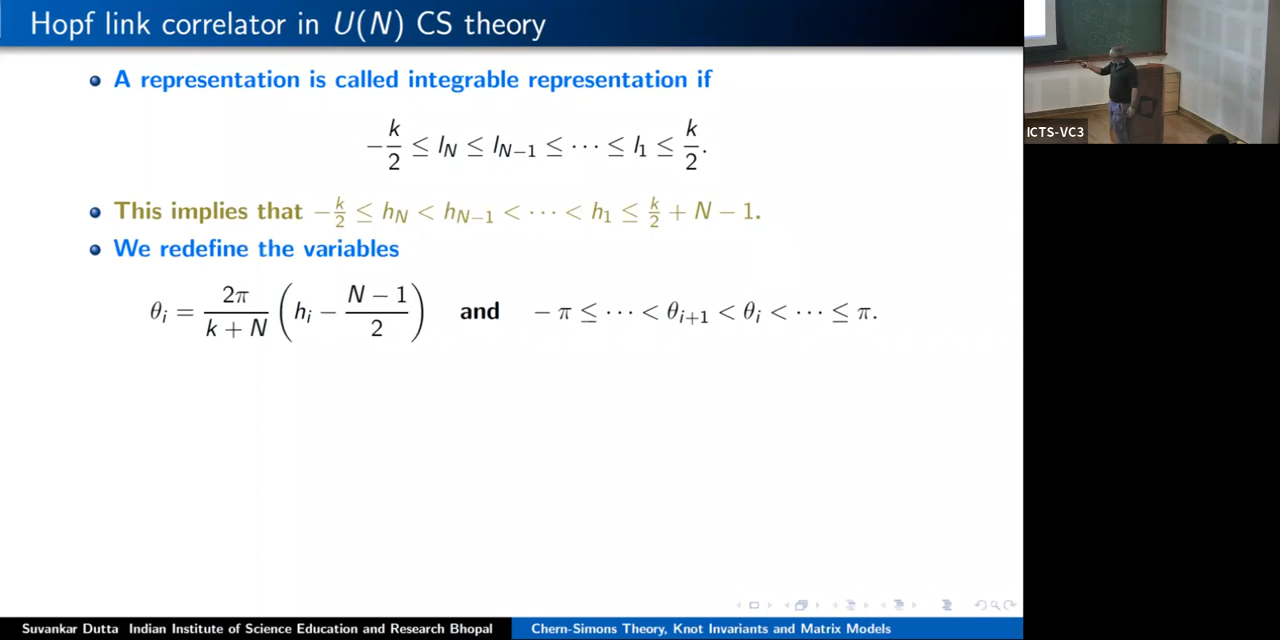 Hopf link correlator in U(N) CS theory
A representation is called integrable representation if
−k/2 ≤ l_N ≤ l_{N−1} ≤ ⋯ ≤ l_1 ≤ k/2.
This implies that −k/2 ≤ h_N < h_{N−1} < ⋯ < h_1 ≤ k/2 + N − 1.
We redefine the variables
θ_i = 2π/(k + N) (h_i − (N − 1)/2) and − π ≤ ⋯ < θ_{i+1} < θ_i < ⋯ ≤ π.
Suvankar Dutta Indian Institute of Science Education and Research Bhopal
Chern-Simons Theory, Knot Invariants and Matrix Models
ICTS-VC3